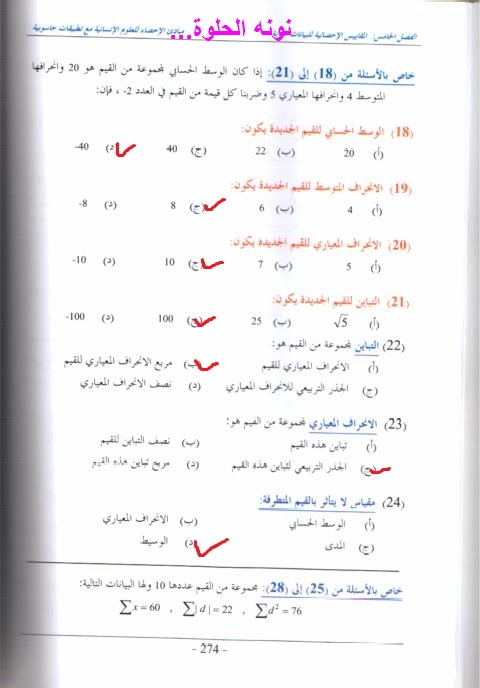 نونه الحلوة...
الفصل الخامس: المقاييس الإحصائية للبيانات مبادئ الإحصاء للعلوم الإنسانية مع تطبيقات حاسوبية
خاص بالأسئلة من (18) إلى (21): إذا كان الوسط الحسابي لمجموعة من القيم هو 20 وانحرافها
المتوسط 4 وانحرافها المعياري 5 وضربنا كل قيمة من القيم في العدد 2- ، فإن:
(18) الوسط الحسابي للقيم الجديدة يكون:
(أ) 20 (ب) 22 (ج) 40 (د) 40-
(19) الانحراف المتوسط للقيم الجديدة يكون:
(أ) 4 (ب) 6 (ج) 8 (د) 8-
(20) الانحراف المعياري للقيم الجديدة يكون:
(أ) 5 (ب) 7 (ج) 10 (د) 10-
(21) التباين للقيم الجديدة يكون:
(أ) √5 (ب) 25 (ج) 100 (د) 100-
(22) التباين لمجموعة من القيم هو:
(أ) الانحراف المعياري للقيم (ب) مربع الانحراف المعياري للقيم
(ج) الجذر التربيعي للانحراف المعياري (د) نصف الانحراف المعياري للقيم
(23) الانحراف المعياري لمجموعة من القيم هو:
(أ) تباين هذه القيم (ب) نصف التباين للقيم
(ج) الجذر التربيعي لتباين هذه القيم (د) مربع تباين هذه القيم
(24) مقياس لا يتأثر بالقيم المتطرفة:
(أ) الوسط الحسابي (ب) الانحراف المعياري
(ج) المدى (د) الوسيط
خاص بالأسئلة من (25) إلى (28): مجموعة من القيم عددها 10 ولها البيانات التالية:
∑x = 60 , ∑|d| = 22 , ∑d² = 76
- 274 -